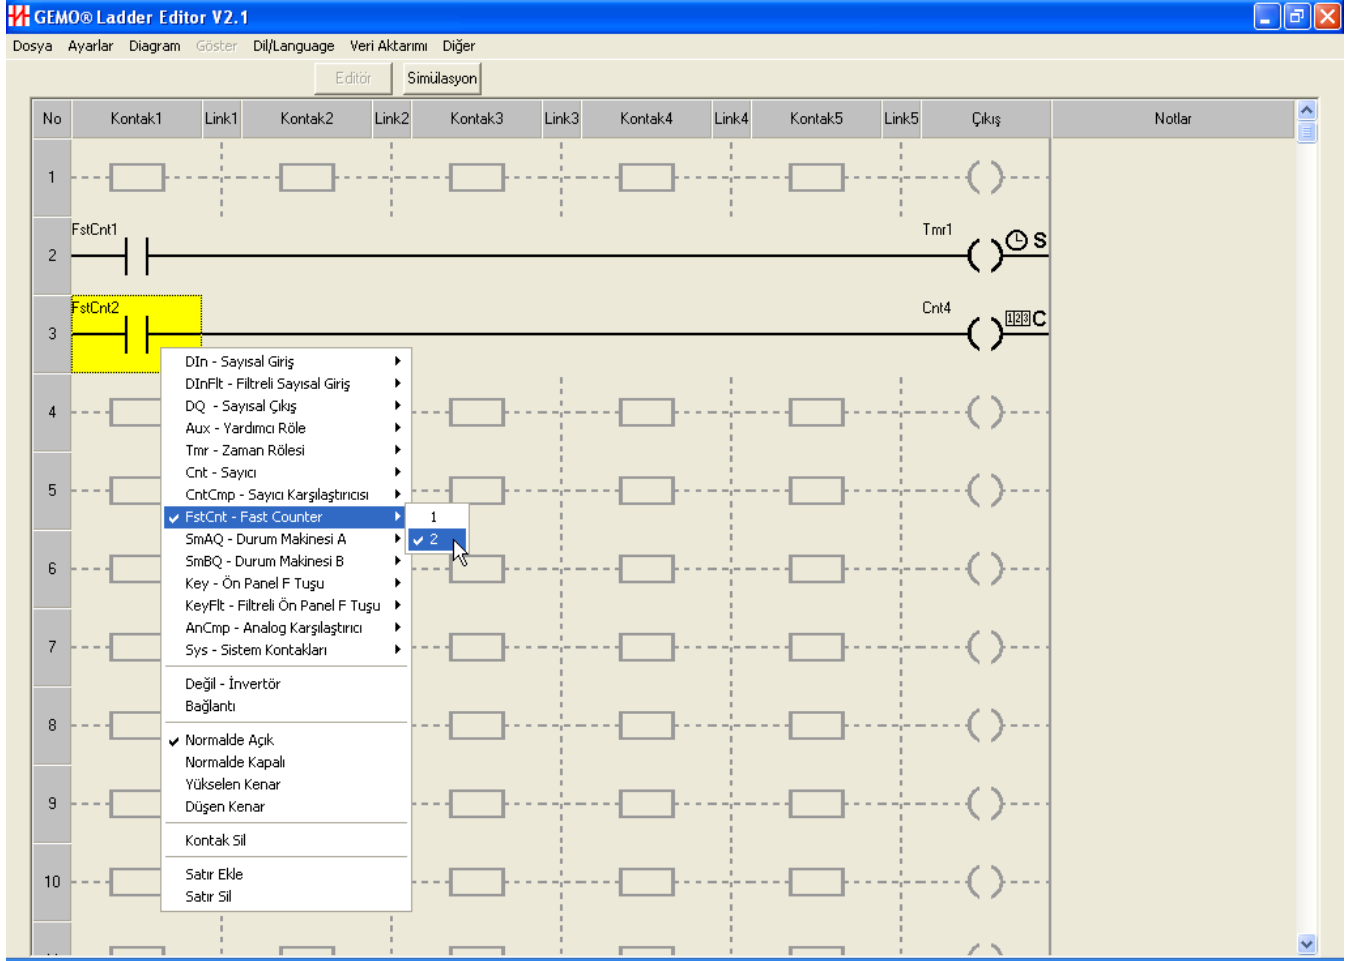 GEMO® Ladder Editor V2.1
Dosya Ayarlar Diagram Göster Dil/Language Veri Aktarımı Diğer
Editör Simülasyon
No Kontak1 Link1 Kontak2 Link2 Kontak3 Link3 Kontak4 Link4 Kontak5 Link5 Çıkış Notlar
1
FstCnt1 Tmr1
2 S
FstCnt2 Cnt4
3 123 C
DIn - Sayısal Giriş
DInFlt - Filtreli Sayısal Giriş
4
DQ - Sayısal Çıkış
Aux - Yardımcı Röle
Tmr - Zaman Rölesi
Cnt - Sayıcı
5
CntCmp - Sayıcı Karşılaştırıcısı
FstCnt - Fast Counter 1
SmAQ - Durum Makinesi A 2
SmBQ - Durum Makinesi B
6
Key - Ön Panel F Tuşu
KeyFlt - Filtreli Ön Panel F Tuşu
AnCmp - Analog Karşılaştırıcı
7
Sys - Sistem Kontakları
Değil - İnvertör
Bağlantı
8
Normalde Açık
Normalde Kapalı
Yükselen Kenar
9
Düşen Kenar
Kontak Sil
Satır Ekle
10
Satır Sil